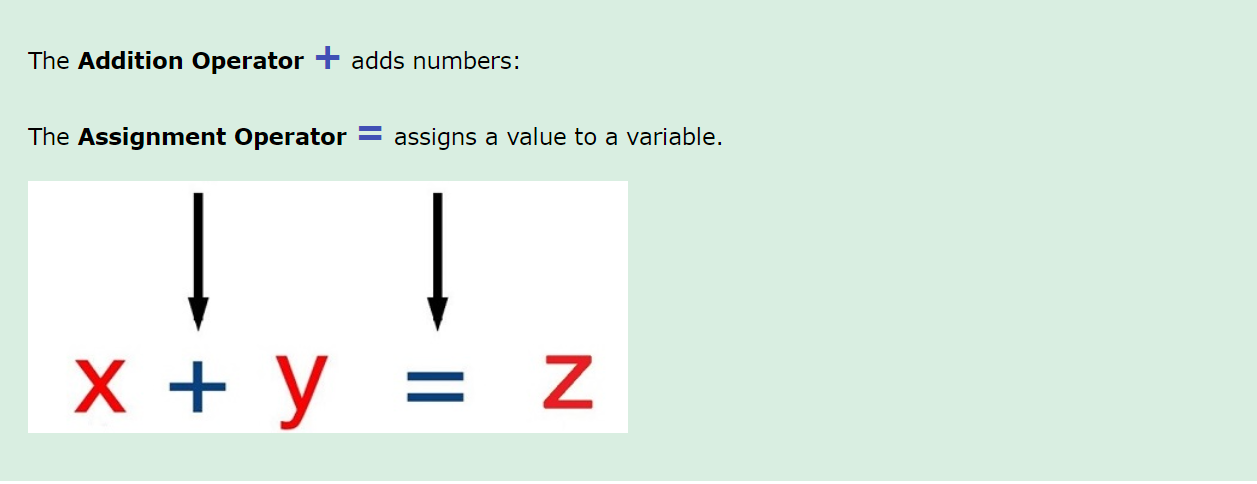 The Addition Operator + adds numbers:
The Assignment Operator = assigns a value to a variable.
x + y = z